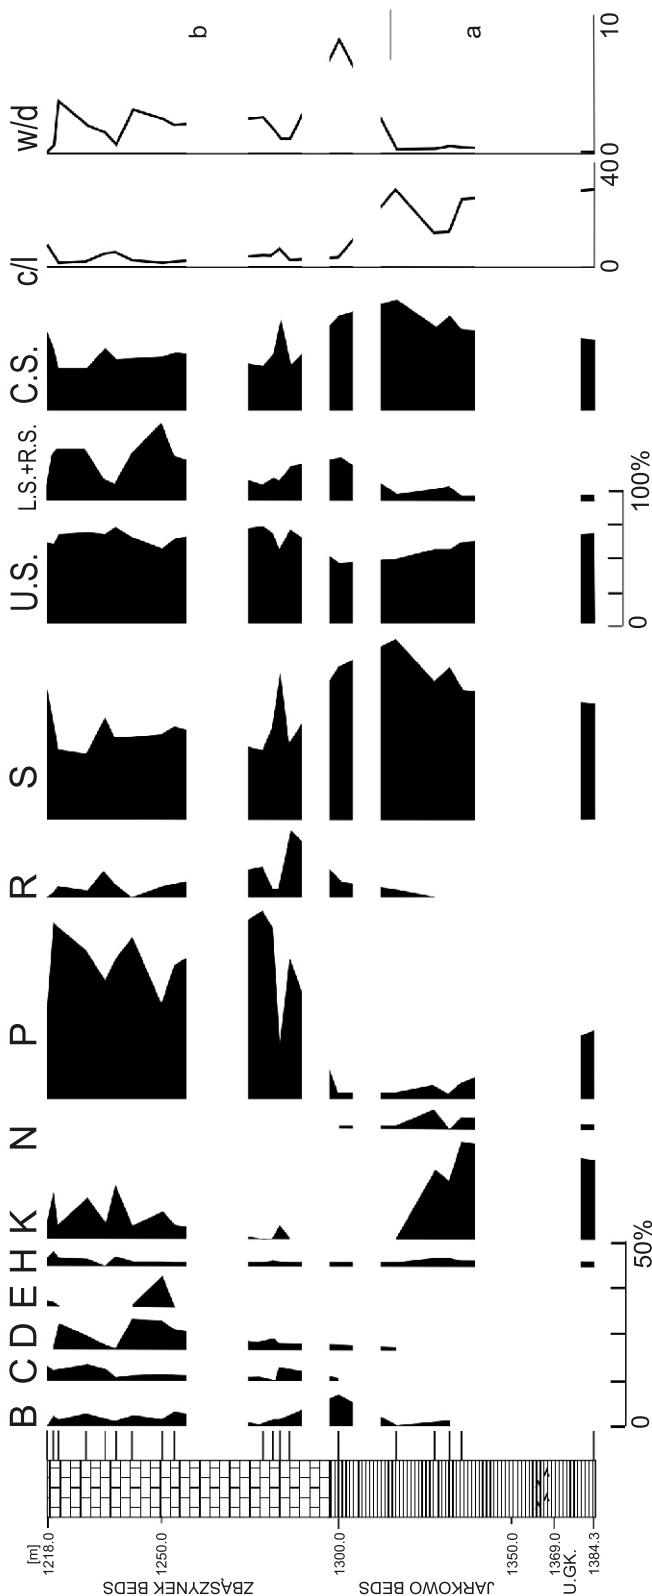 w/d
c/l
C.S.
L.S.+R.S.
U.S.
S
R
P
N
K
H
E
D
C
B
b
a
10
0
400
0
100%
0
50%
0
[m]
1218.0
1250.0
1300.0
1350.0
1369.0
U.GK.
1384.3
ZBĄSZYNEK BEDS
JARKOWO BEDS